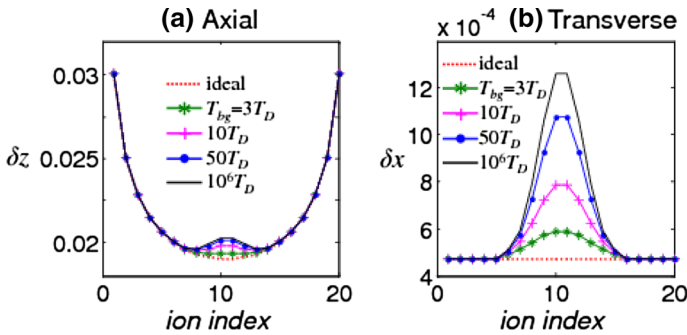 (a) Axial
0.03
0.025
0.02
δz
ideal
T_bg=3T_D
10T_D
50T_D
10^6T_D
0 10 20
ion index
(b) Transverse
x 10^-4
12
10
8
6
4
δx
ideal
T_bg=3T_D
10T_D
50T_D
10^6T_D
0 10 20
ion index